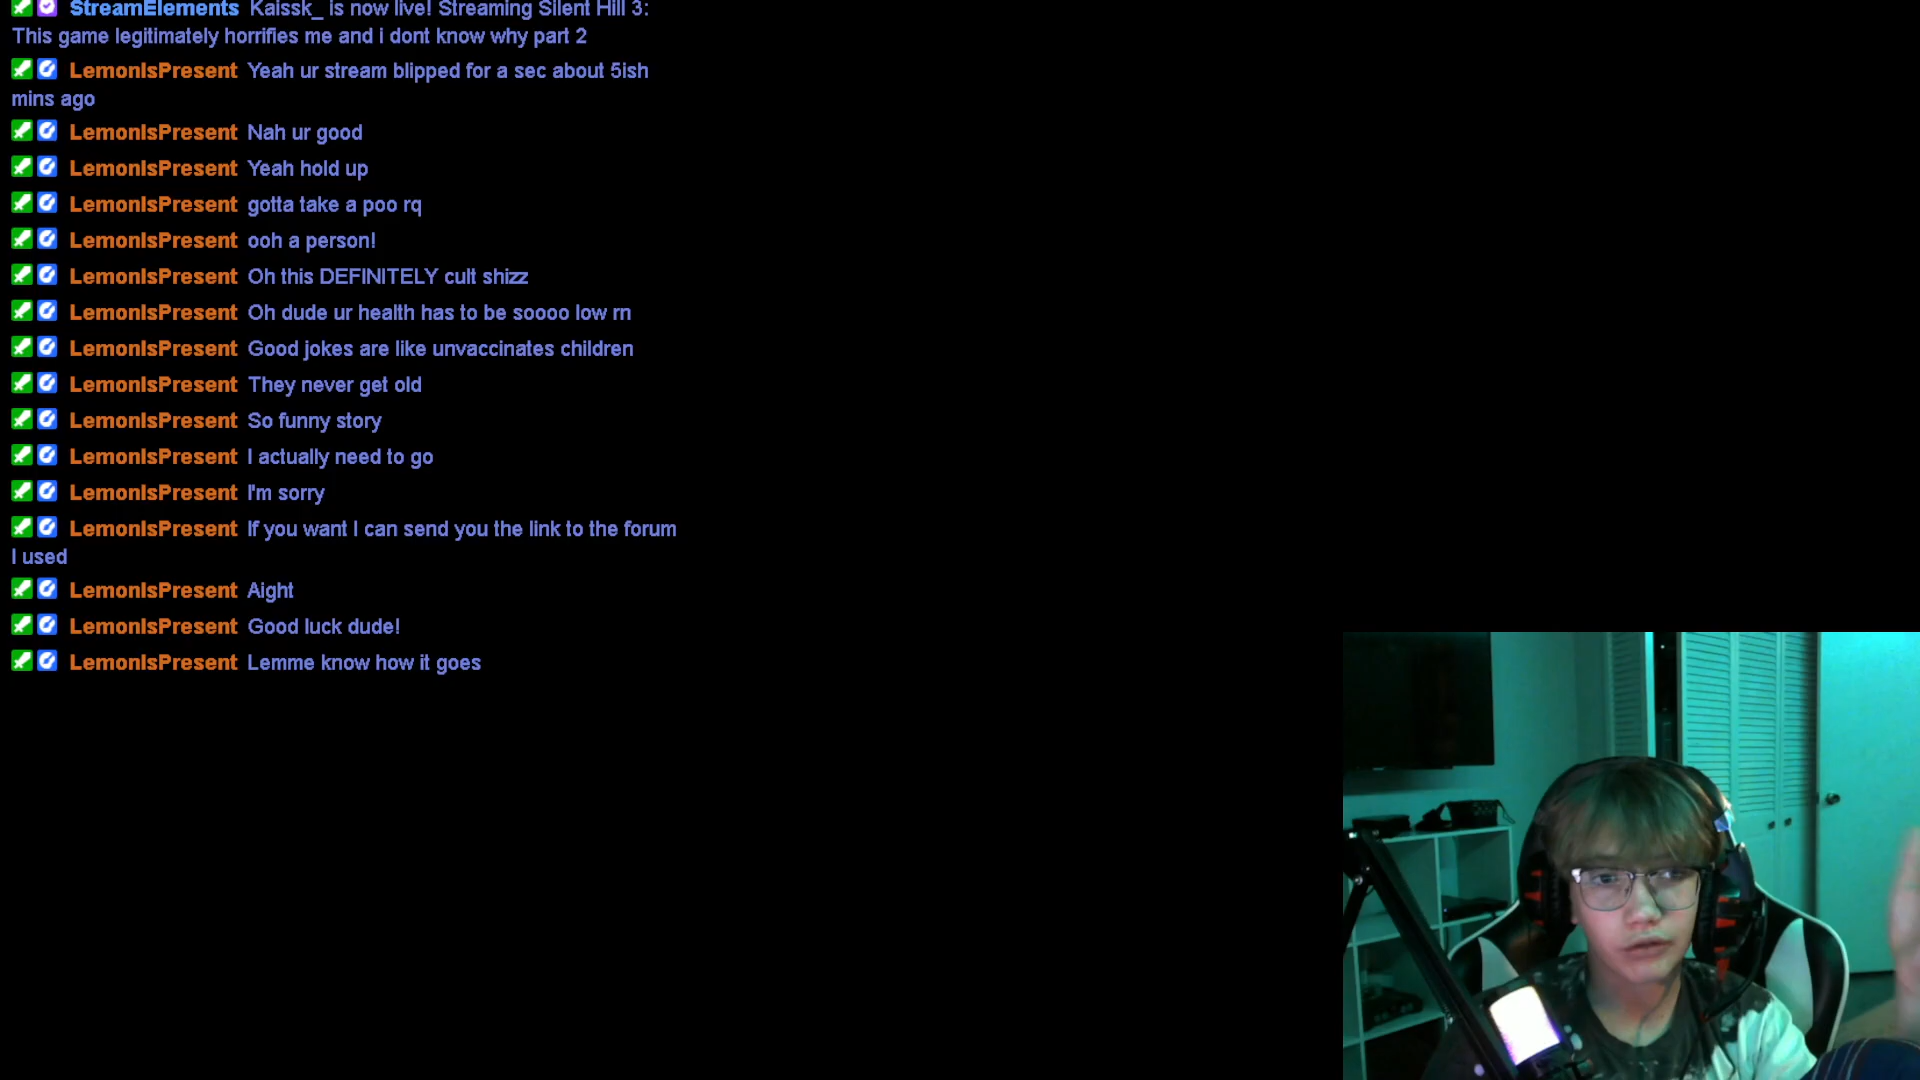 StreamElements Kaissk_ is now live! Streaming Silent Hill 3:
This game legitimately horrifies me and i dont know why part 2
LemonIsPresent Yeah ur stream blipped for a sec about 5ish
mins ago
LemonIsPresent Nah ur good
LemonIsPresent Yeah hold up
LemonIsPresent gotta take a poo rq
LemonIsPresent ooh a person!
LemonIsPresent Oh this DEFINITELY cult shizz
LemonIsPresent Oh dude ur health has to be soooo low rn
LemonIsPresent Good jokes are like unvaccinates children
LemonIsPresent They never get old
LemonIsPresent So funny story
LemonIsPresent I actually need to go
LemonIsPresent I'm sorry
LemonIsPresent If you want I can send you the link to the forum
I used
LemonIsPresent Aight
LemonIsPresent Good luck dude!
LemonIsPresent Lemme know how it goes